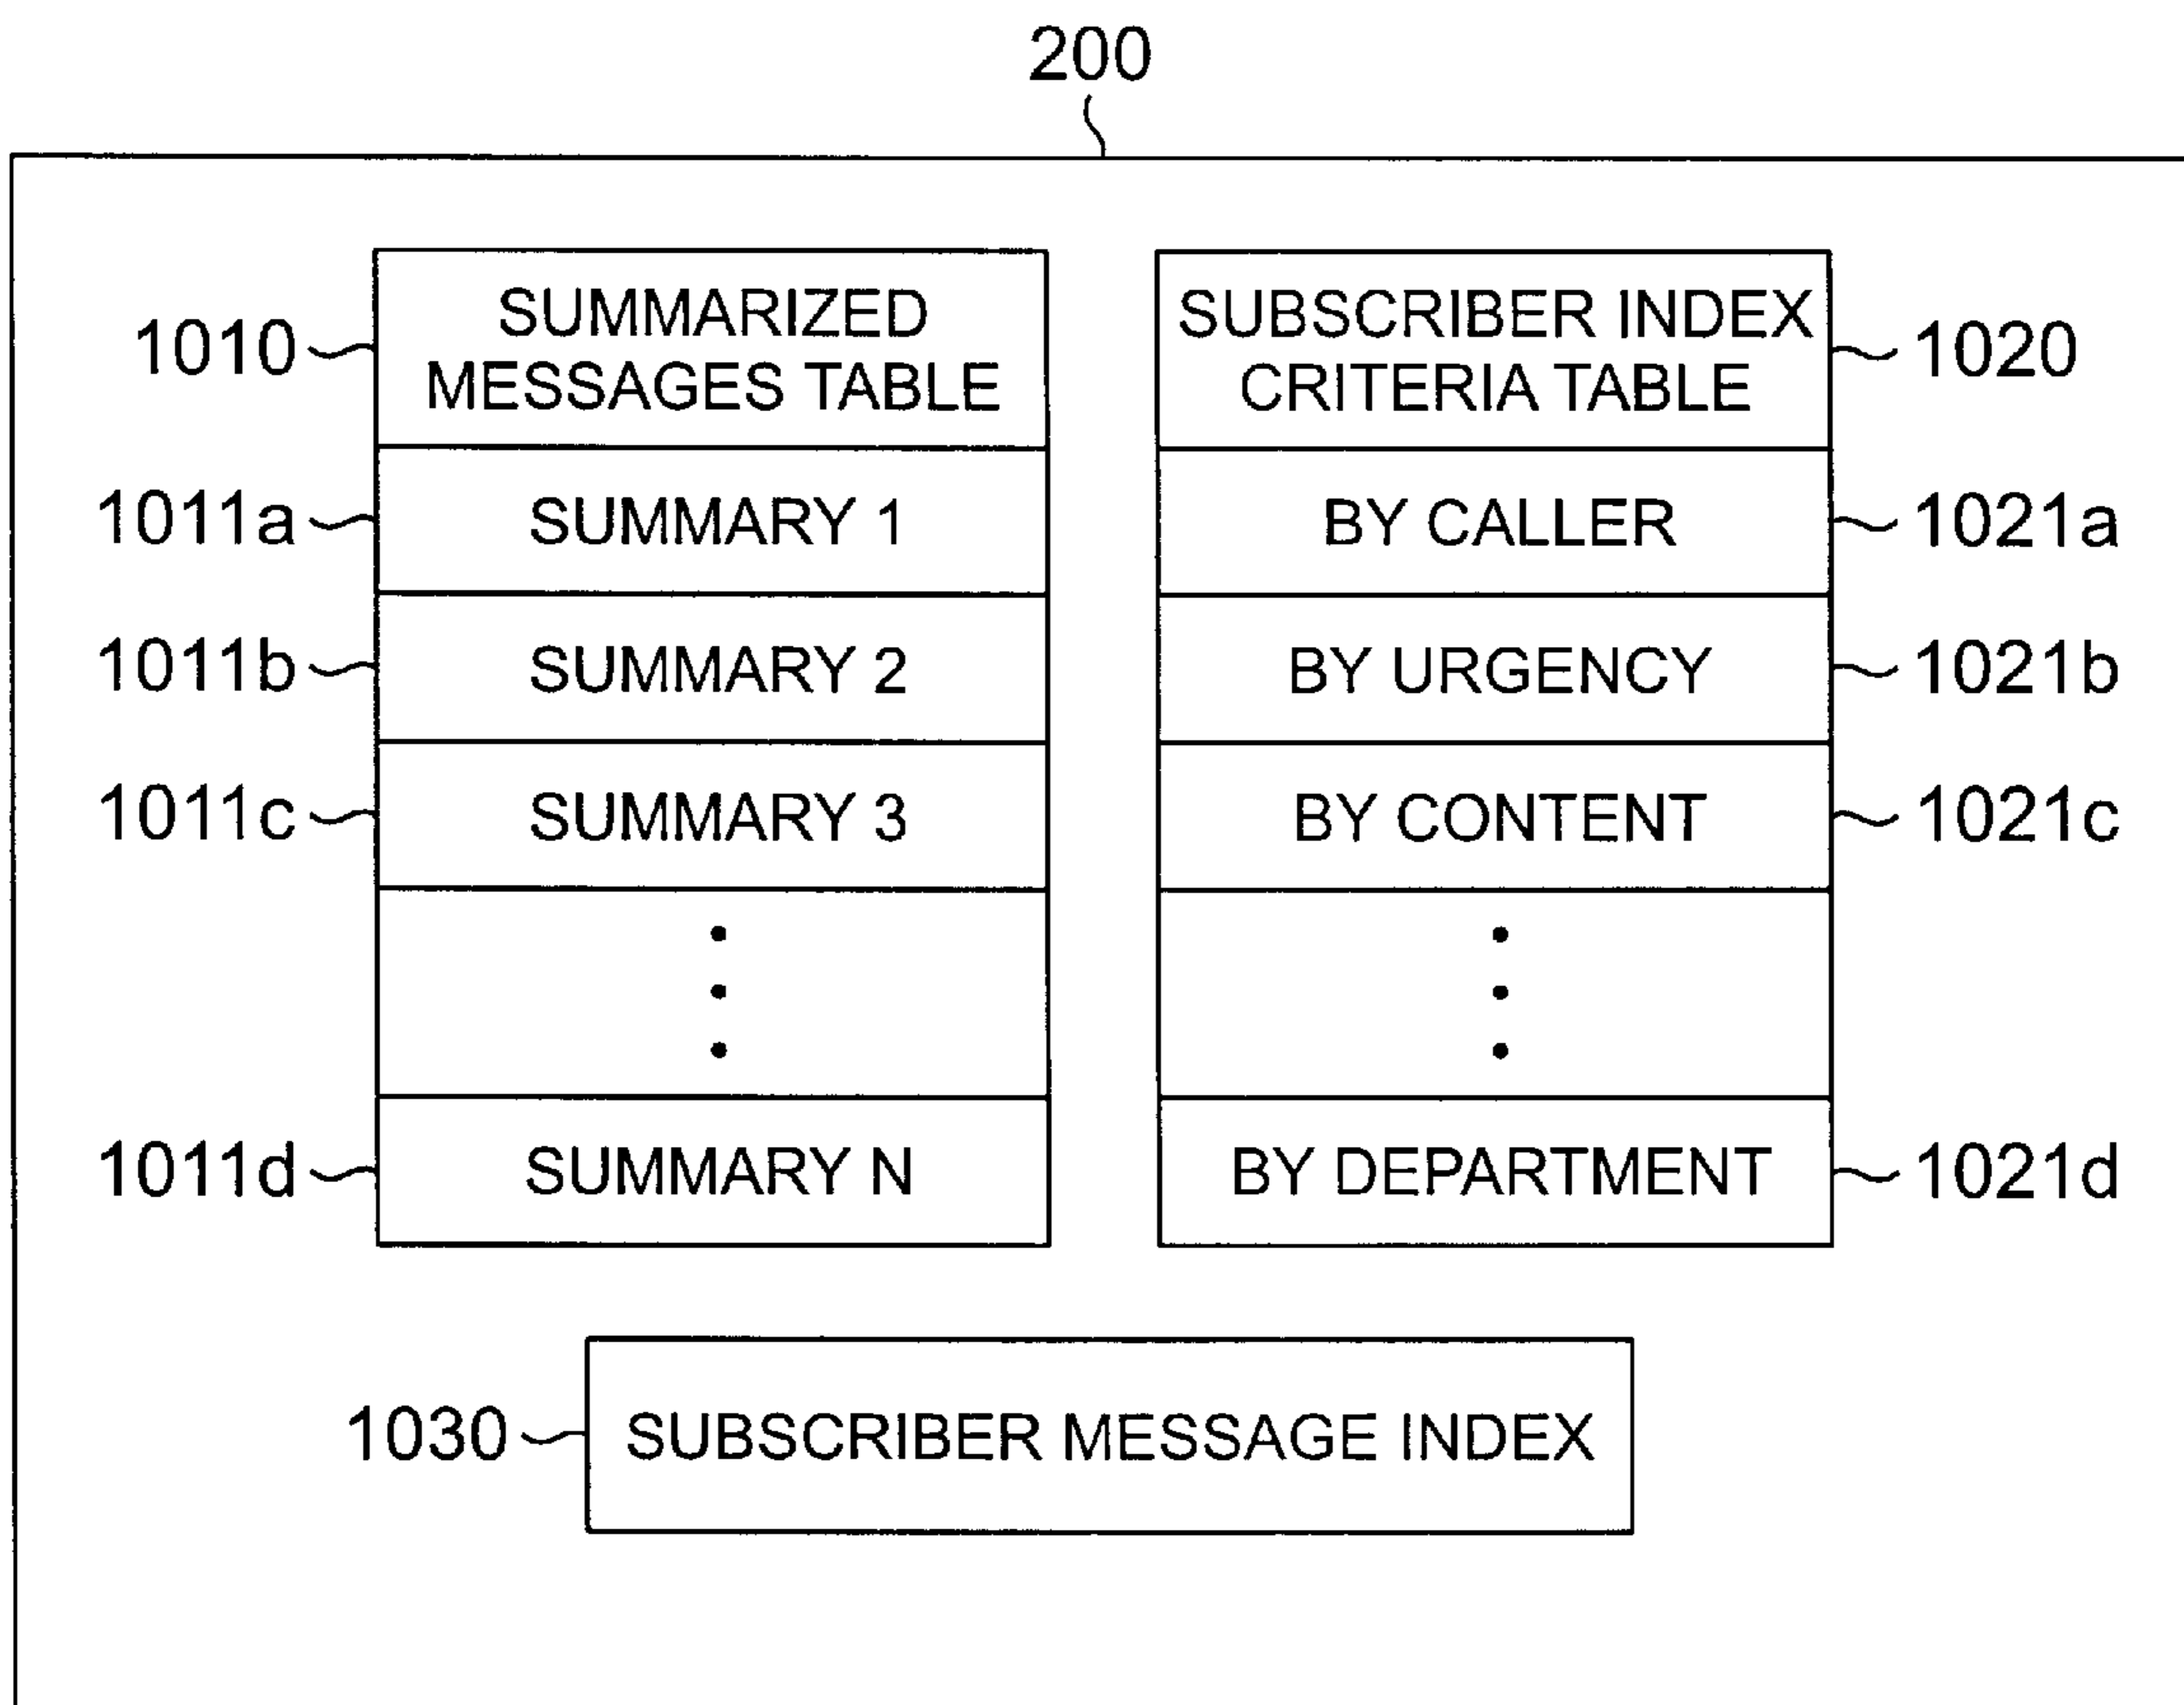 200
1010 SUMMARIZED MESSAGES TABLE
SUBSCRIBER INDEX CRITERIA TABLE 1020
1011a SUMMARY 1 BY CALLER 1021a
1011b SUMMARY 2 BY URGENCY 1021b
1011c SUMMARY 3 BY CONTENT 1021c
1011d SUMMARY N BY DEPARTMENT 1021d
1030 SUBSCRIBER MESSAGE INDEX